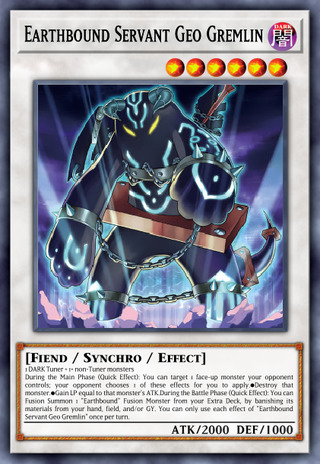 Earthbound Servant Geo Gremlin
DARK
闇
[Fiend / Synchro / Effect]
1 DARK Tuner + 1+ non-Tuner monsters
During the Main Phase (Quick Effect): You can target 1 face-up monster your opponent
controls; your opponent chooses 1 of these effects for you to apply.●Destroy that
monster.●Gain LP equal to that monster's ATK.During the Battle Phase (Quick Effect): You can
Fusion Summon 1 "Earthbound" Fusion Monster from your Extra Deck, by banishing its
materials from your hand, field, and/or GY. You can only use each effect of "Earthbound
Servant Geo Gremlin" once per turn.
ATK/2000 DEF/1000